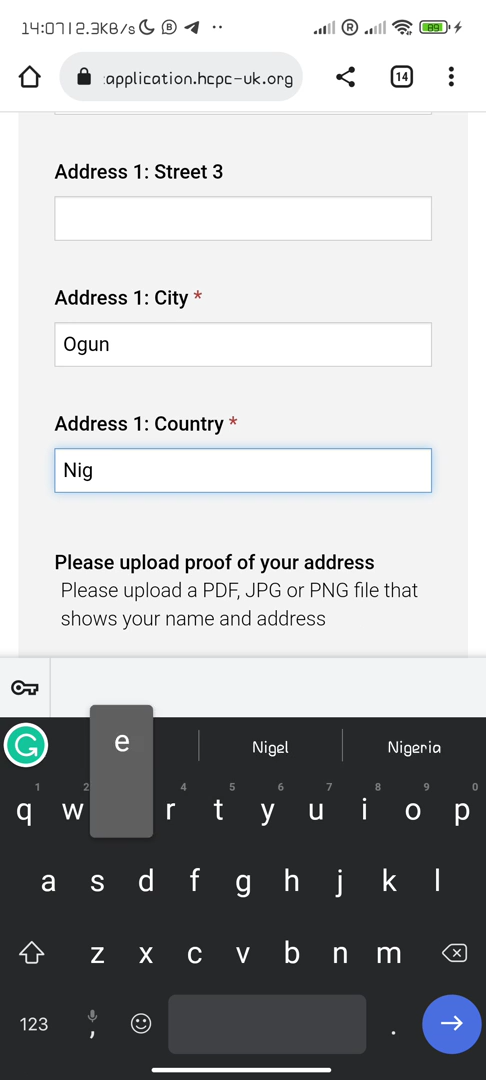 14:07 | 2.3KB/s
R
89
application.hcpc-uk.org
14
Address 1: Street 3
Address 1: City *
Ogun
Address 1: Country *
Nig
Please upload proof of your address
Please upload a PDF, JPG or PNG file that
shows your name and address
e
Nigel
Nigeria
1 2 4 5 6 7 8 9 0
q w r t y u i o p
a s d f g h j k l
z x c v b n m
123 , .